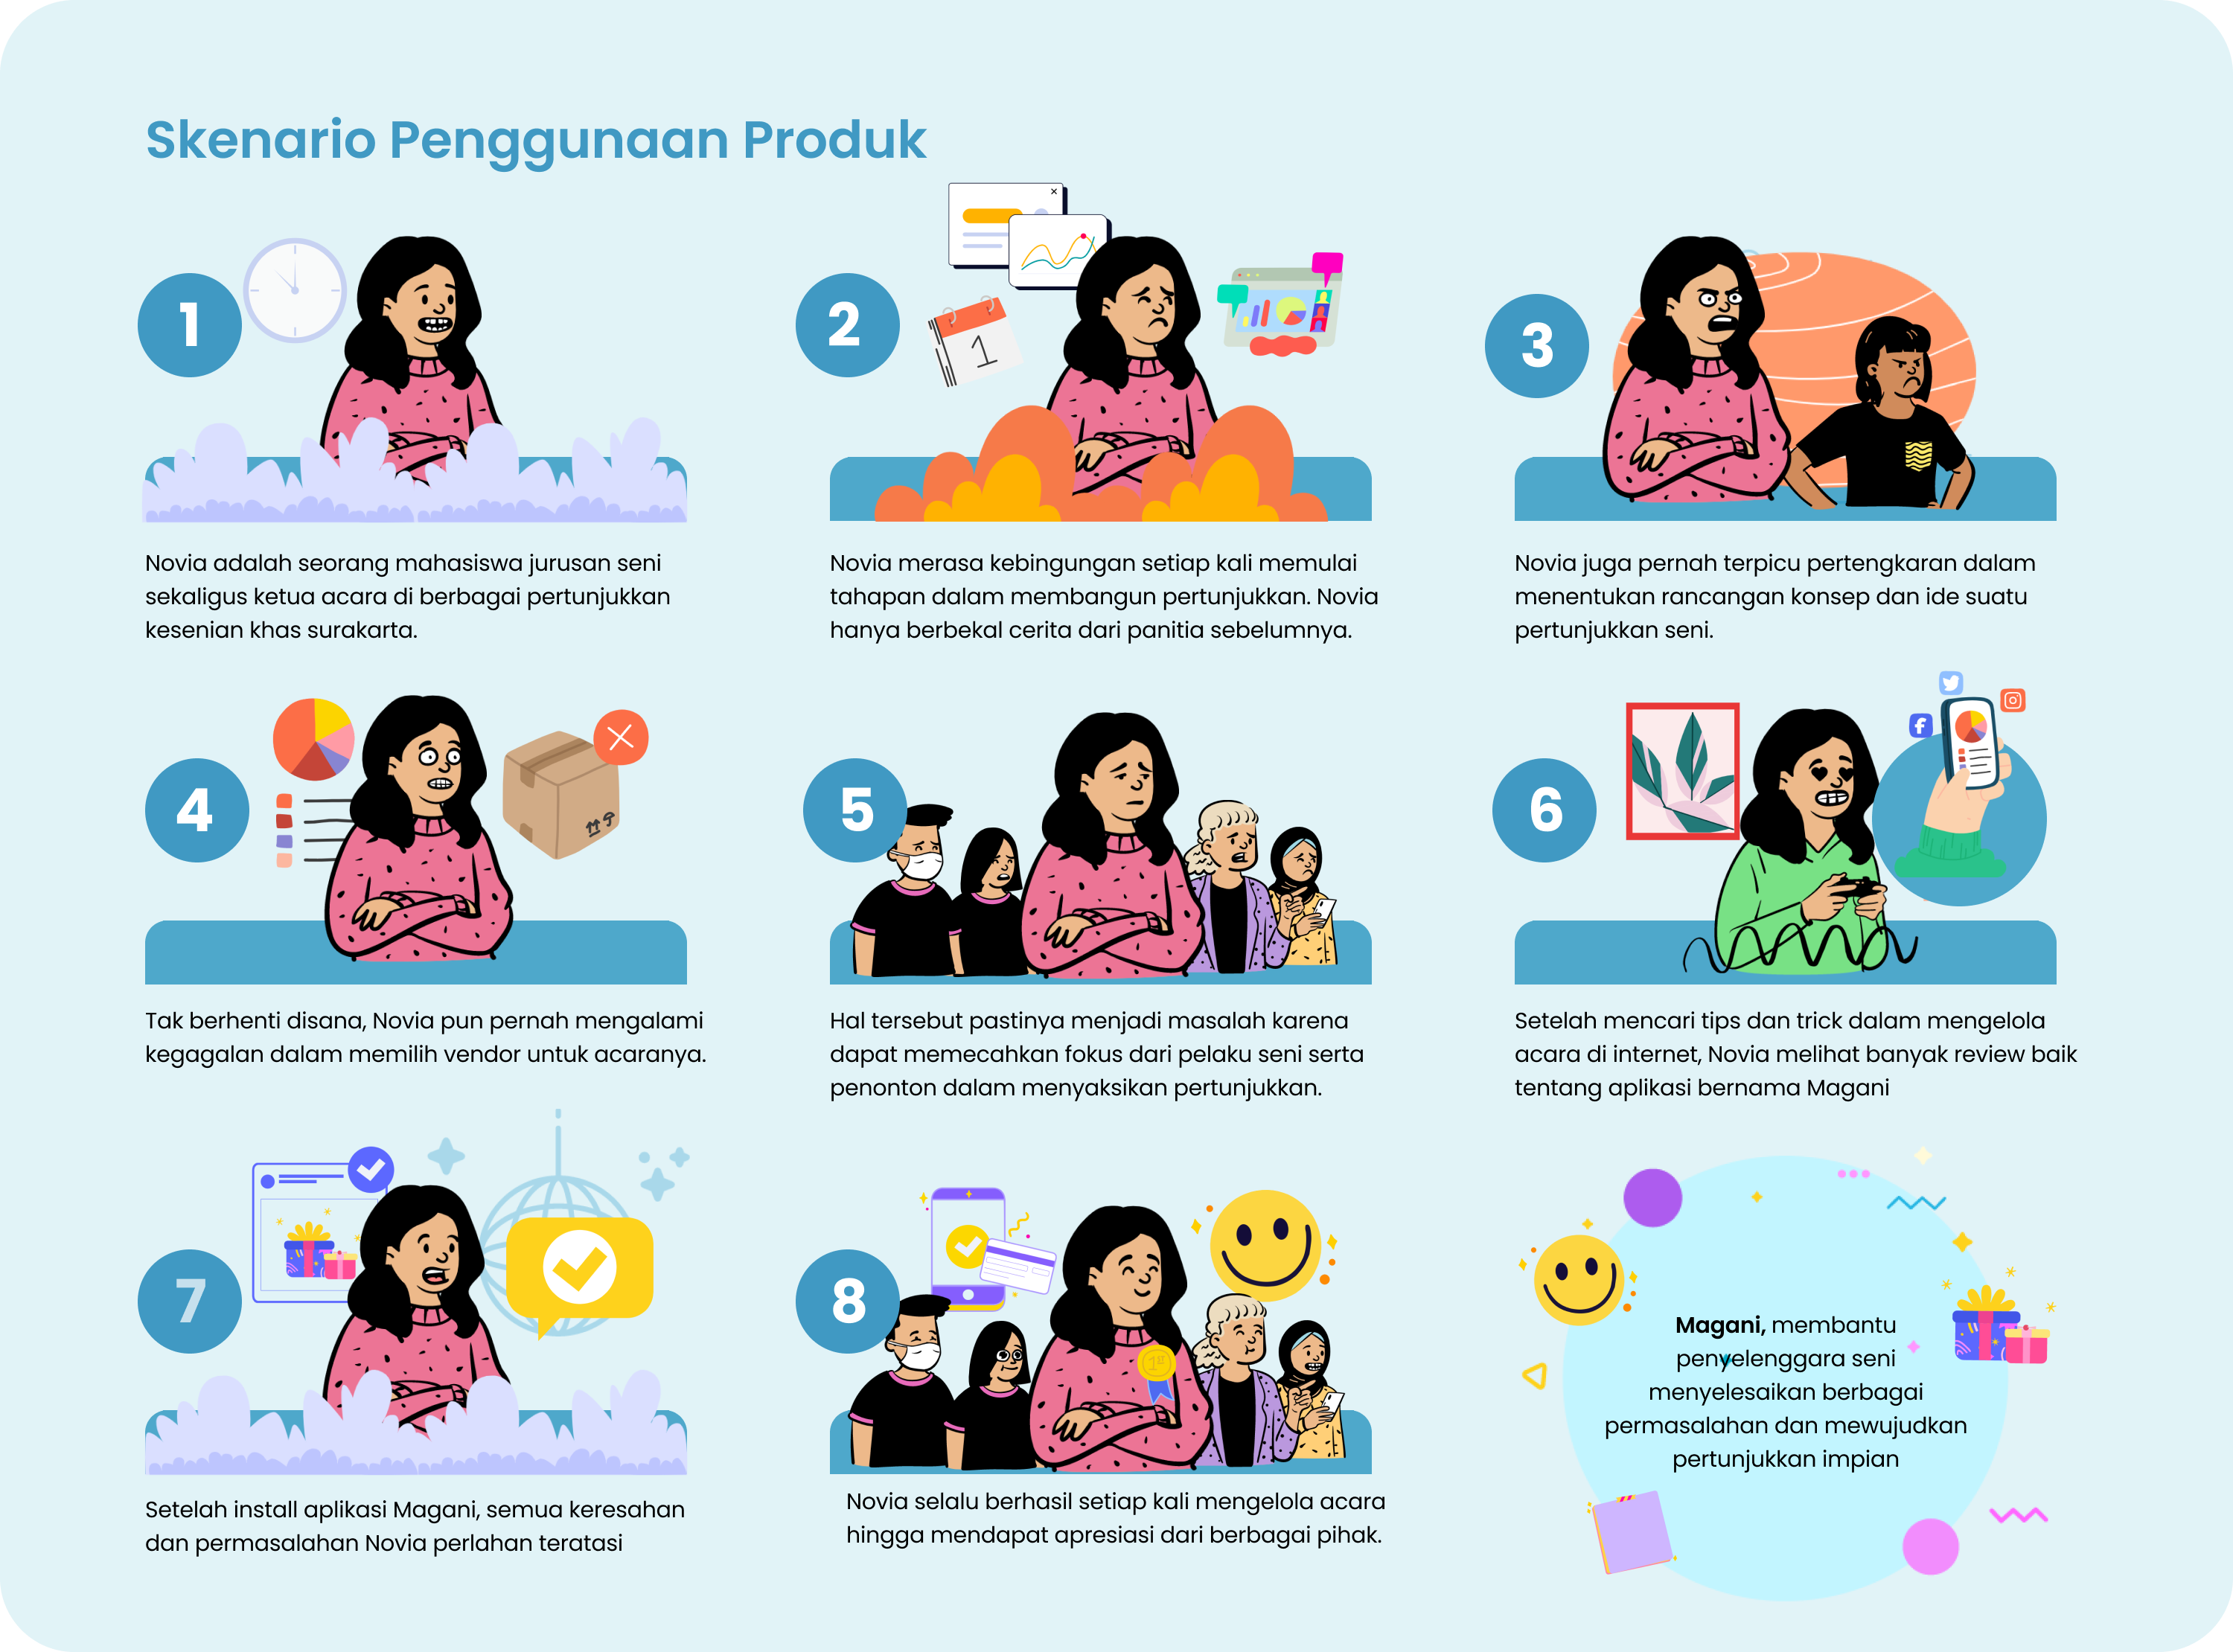 Skenario Penggunaan Produk
1
Novia adalah seorang mahasiswa jurusan seni
sekaligus ketua acara di berbagai pertunjukkan
kesenian khas surakarta.
2
1
Novia merasa kebingungan setiap kali memulai
tahapan dalam membangun pertunjukkan. Novia
hanya berbekal cerita dari panitia sebelumnya.
3
Novia juga pernah terpicu pertengkaran dalam
menentukan rancangan konsep dan ide suatu
pertunjukkan seni.
4
Tak berhenti disana, Novia pun pernah mengalami
kegagalan dalam memilih vendor untuk acaranya.
5
Hal tersebut pastinya menjadi masalah karena
dapat memecahkan fokus dari pelaku seni serta
penonton dalam menyaksikan pertunjukkan.
6
Setelah mencari tips dan trick dalam mengelola
acara di internet, Novia melihat banyak review baik
tentang aplikasi bernama Magani
7
Setelah install aplikasi Magani, semua keresahan
dan permasalahan Novia perlahan teratasi
8
1st
Novia selalu berhasil setiap kali mengelola acara
hingga mendapat apresiasi dari berbagai pihak.
Magani, membantu
penyelenggara seni
menyelesaikan berbagai
permasalahan dan mewujudkan
pertunjukkan impian